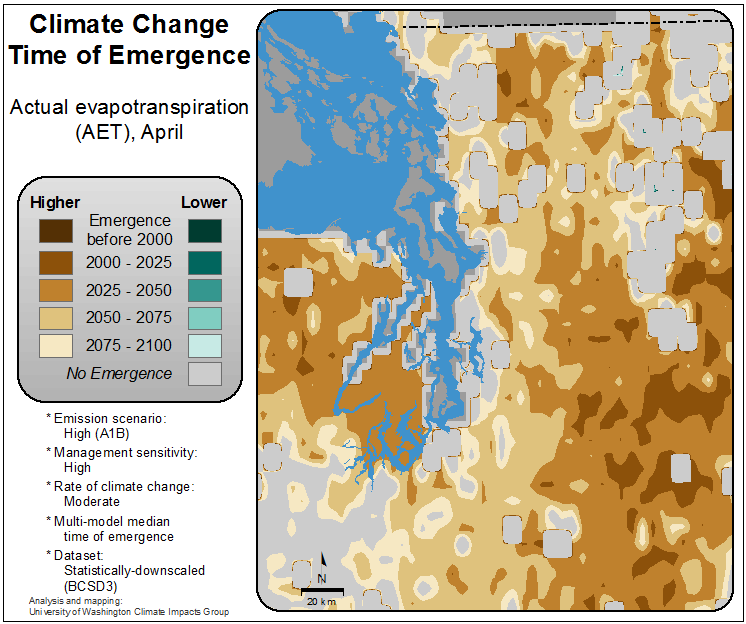 Climate Change
Time of Emergence
Actual evapotranspiration
(AET), April
Higher Lower
Emergence
before 2000
2000 - 2025
2025 - 2050
2050 - 2075
2075 - 2100
No Emergence
* Emission scenario:
High (A1B)
* Management sensitivity:
High
* Rate of climate change:
Moderate
* Multi-model median
time of emergence
* Dataset:
Statistically-downscaled
(BCSD3)
Analysis and mapping:
University of Washington Climate Impacts Group
N
20 km